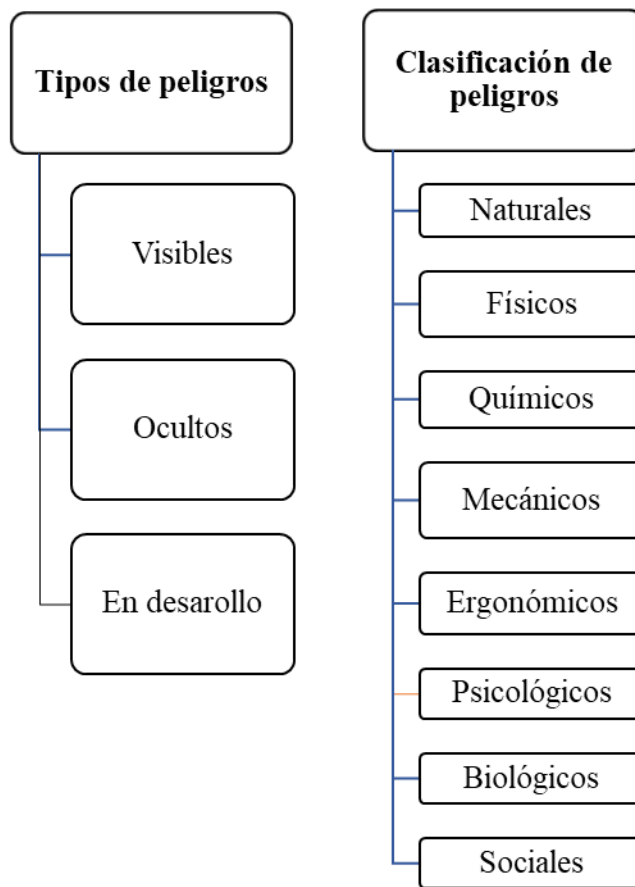 Tipos de peligros
Visibles
Ocultos
En desarollo
Clasificación de
peligros
Naturales
Físicos
Químicos
Mecánicos
Ergonómicos
Psicológicos
Biológicos
Sociales